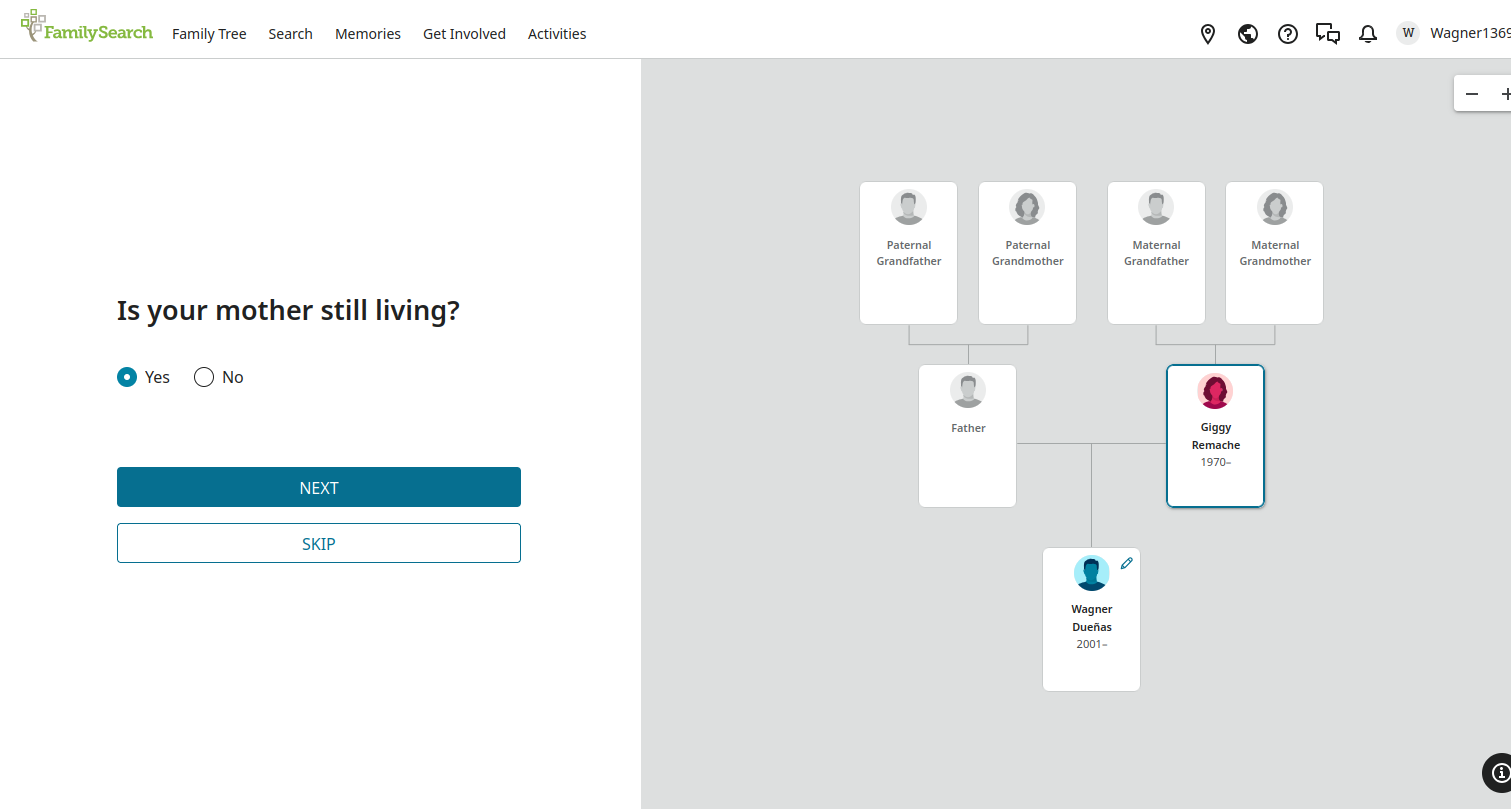 FamilySearch Family Tree Search Memories Get Involved Activities W Wagner1369
Is your mother still living?
Yes No
NEXT
SKIP
Paternal
Grandfather
Paternal
Grandmother
Maternal
Grandfather
Maternal
Grandmother
Father
Giggy
Remache
1970–
Wagner
Dueñas
2001–